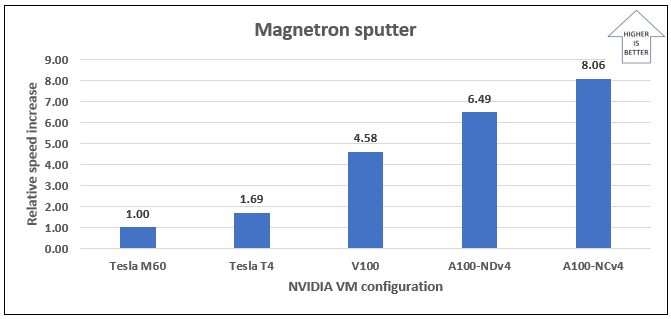 Magnetron sputter
HIGHER
IS
BETTER
Relative speed increase
9.00
8.00
7.00
6.00
5.00
4.00
3.00
2.00
1.00
0.00
1.00
1.69
4.58
6.49
8.06
Tesla M60
Tesla T4
V100
A100-NDv4
A100-NCv4
NVIDIA VM configuration